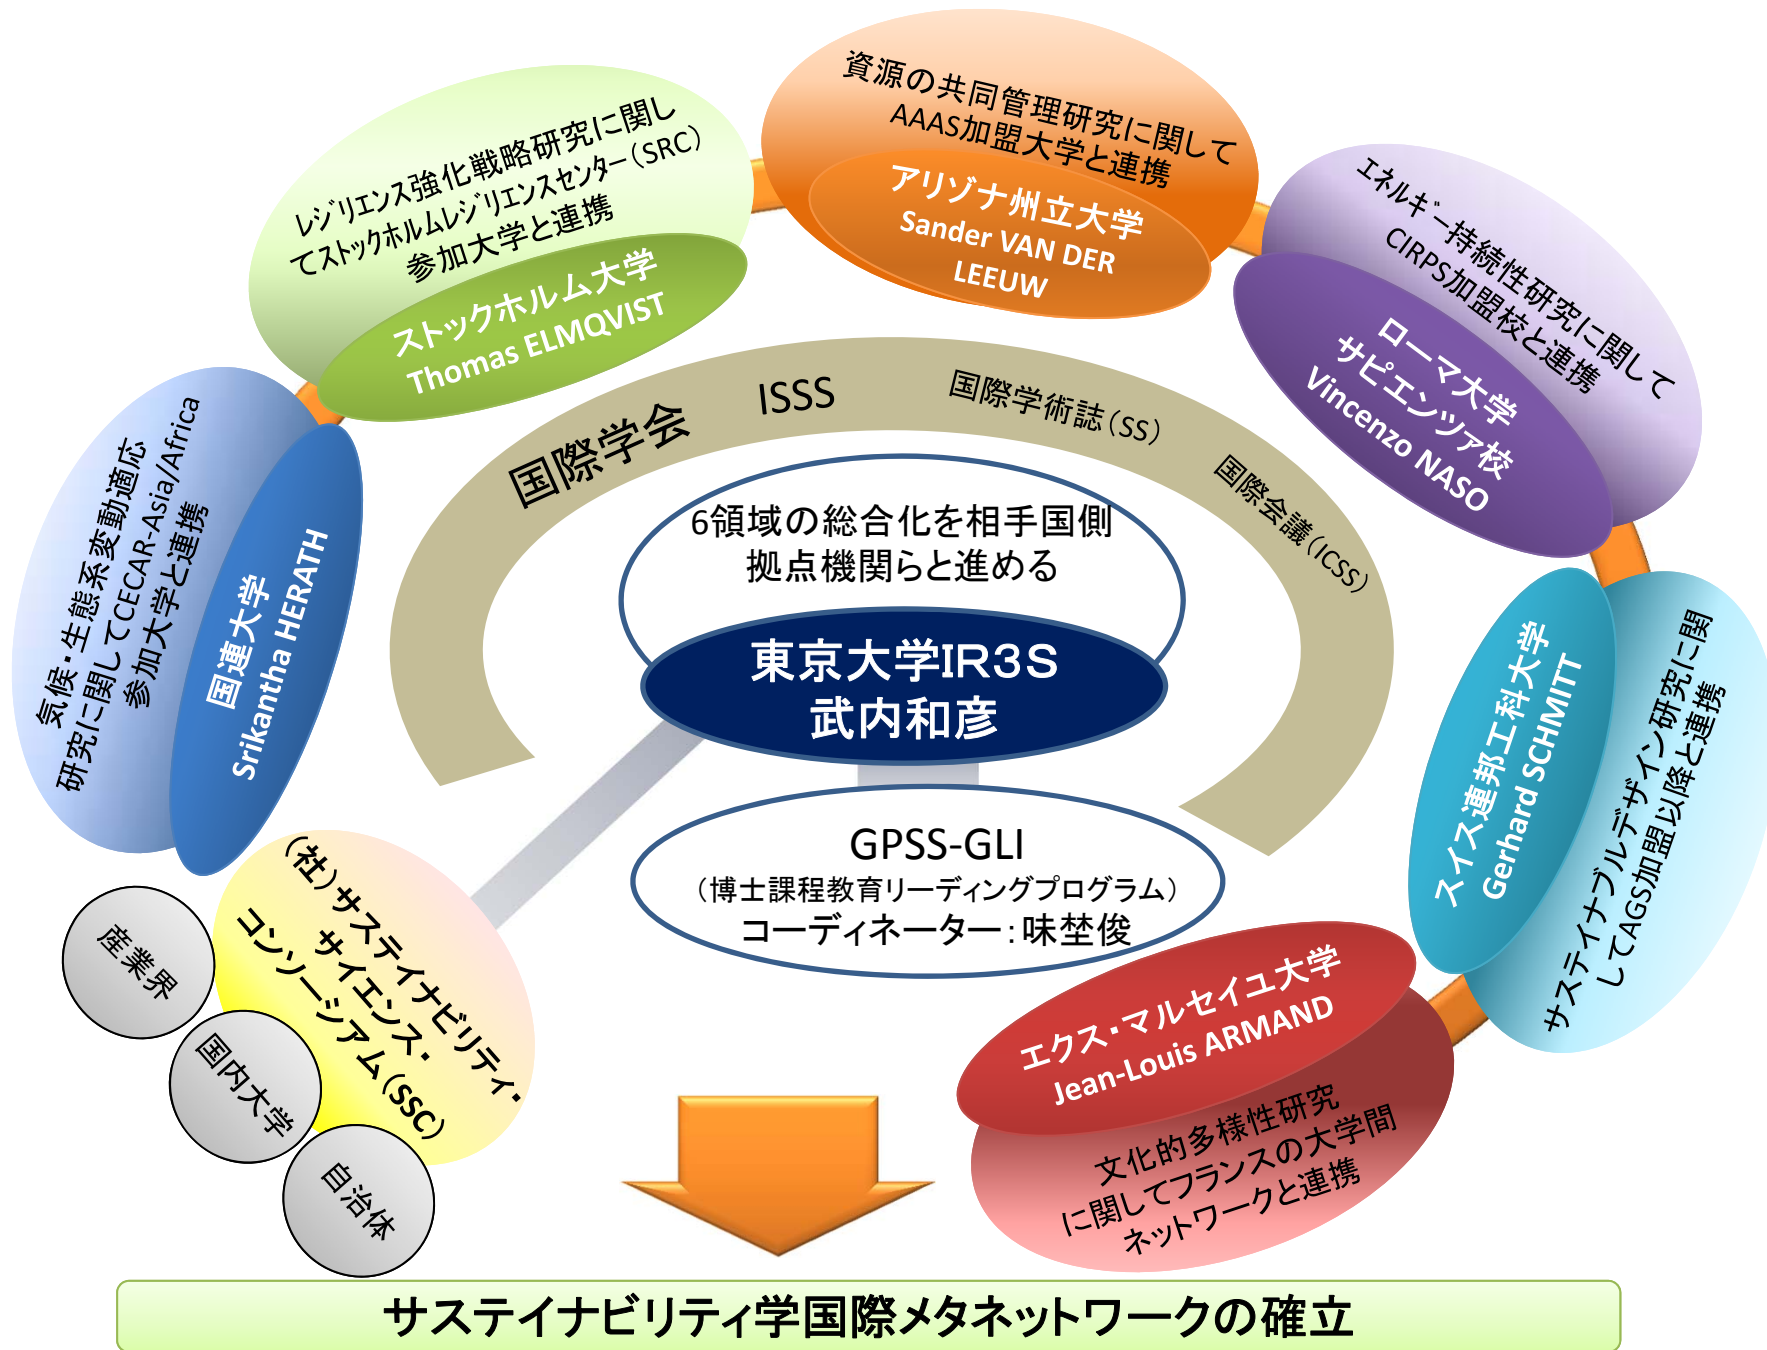 資源の共同管理研究に関して
AAAS加盟大学と連携
アリゾナ州立大学
Sander VAN DER
LEEUW
レジリエンス強化戦略研究に関し
てストックホルムレジリエンスセンター(SRC)
参加大学と連携
ストックホルム大学
Thomas ELMQVIST
エネルギー持続性研究に関して
CIRPS加盟校と連携
ローマ大学
サピエンツァ校
Vincenzo NASO
気候・生態系変動適応
研究に関してCECAR-Asia/Africa
参加大学と連携
国連大学
Srikantha HERATH
国際学会
ISSS
国際学術誌(SS)
国際会議(ICSS)
6領域の総合化を相手国側
拠点機関らと進める
東京大学IR3S
武内和彦
GPSS-GLI
(博士課程教育リーディングプログラム)
コーディネーター:味埜俊
スイス連邦工科大学
Gerhard SCHMITT
サステイナブルデザイン研究に関
してAGS加盟以降と連携
エクス・マルセイユ大学
Jean-Louis ARMAND
文化的多様性研究
に関してフランスの大学間
ネットワークと連携
(社)サステイナビリティ・
サイエンス・
コンソーシアム(SSC)
産業界
国内大学
自治体
サステイナビリティ学国際メタネットワークの確立